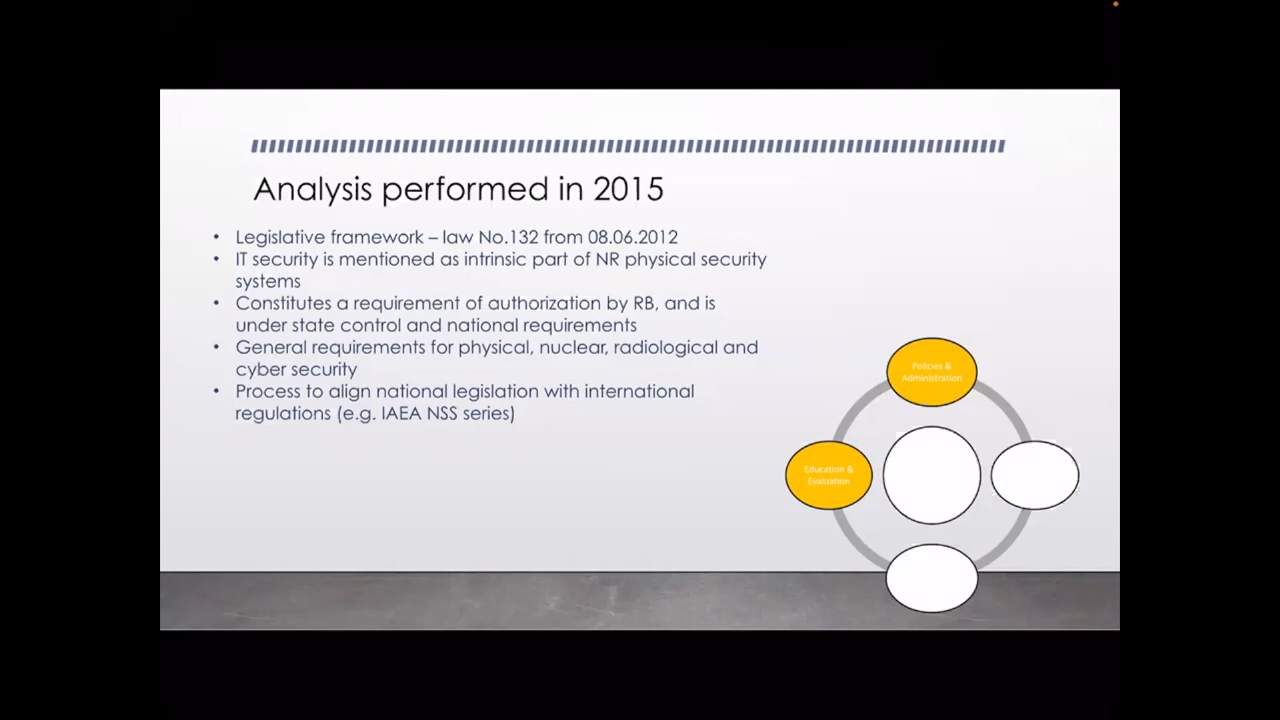 Analysis performed in 2015
• Legislative framework – law No.132 from 08.06.2012
• IT security is mentioned as intrinsic part of NR physical security
systems
• Constitutes a requirement of authorization by RB, and is
under state control and national requirements
• General requirements for physical, nuclear, radiological and
cyber security
• Process to align national legislation with international
regulations (e.g. IAEA NSS series)
Policies &
Administration
Education &
Evaluation